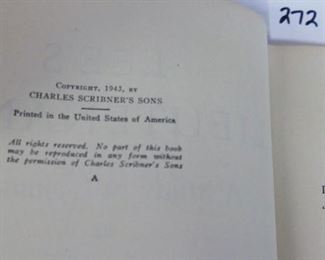 272
COPYRIGHT, 1943, BY
CHARLES SCRIBNER'S SONS
Printed in the United States of America
All rights reserved. No part of this book
may be reproduced in any form without
the permission of Charles Scribner's Sons
A